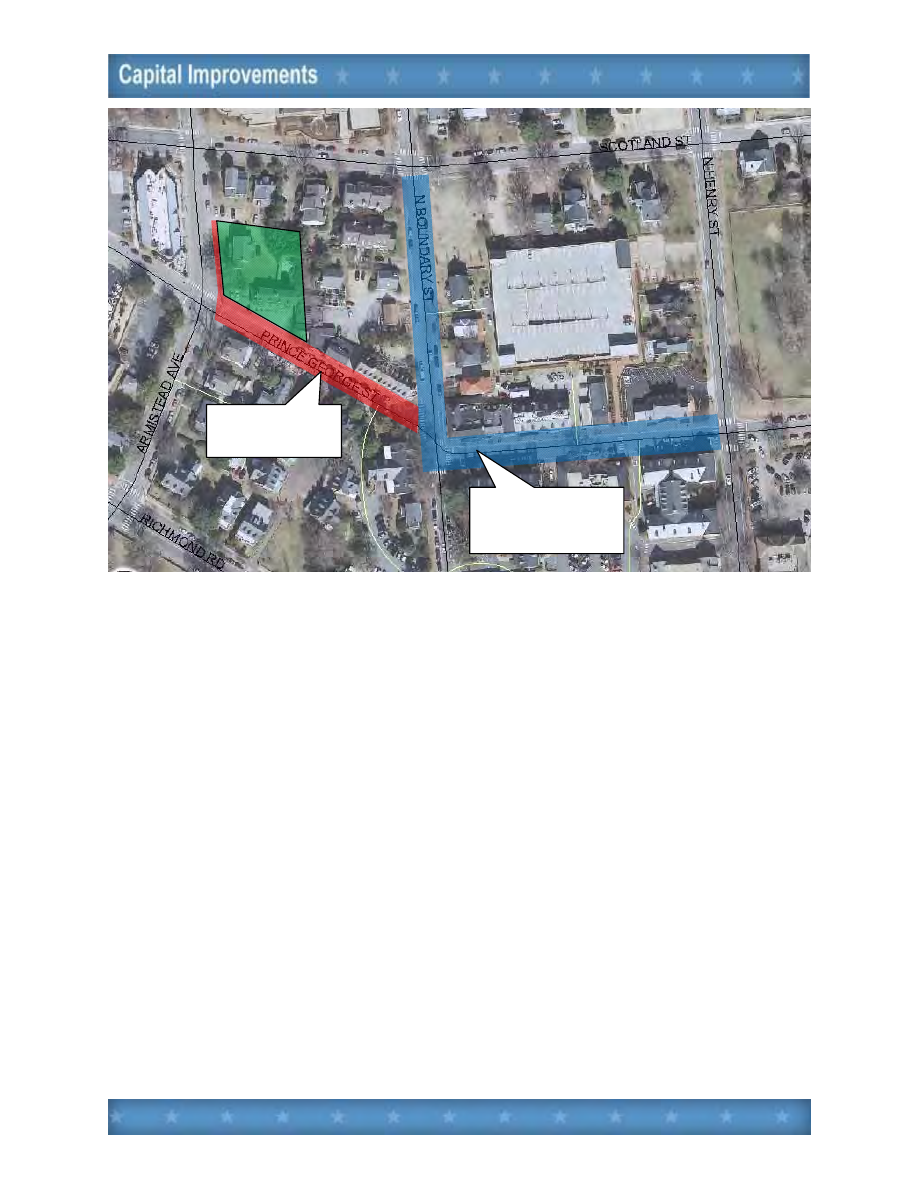 Capital Improvements
SCOTLAND ST
N HENRY ST
N BOUNDARY ST
PRINCE GEORGE ST
ARMISTEAD AVE
RICHMOND RD